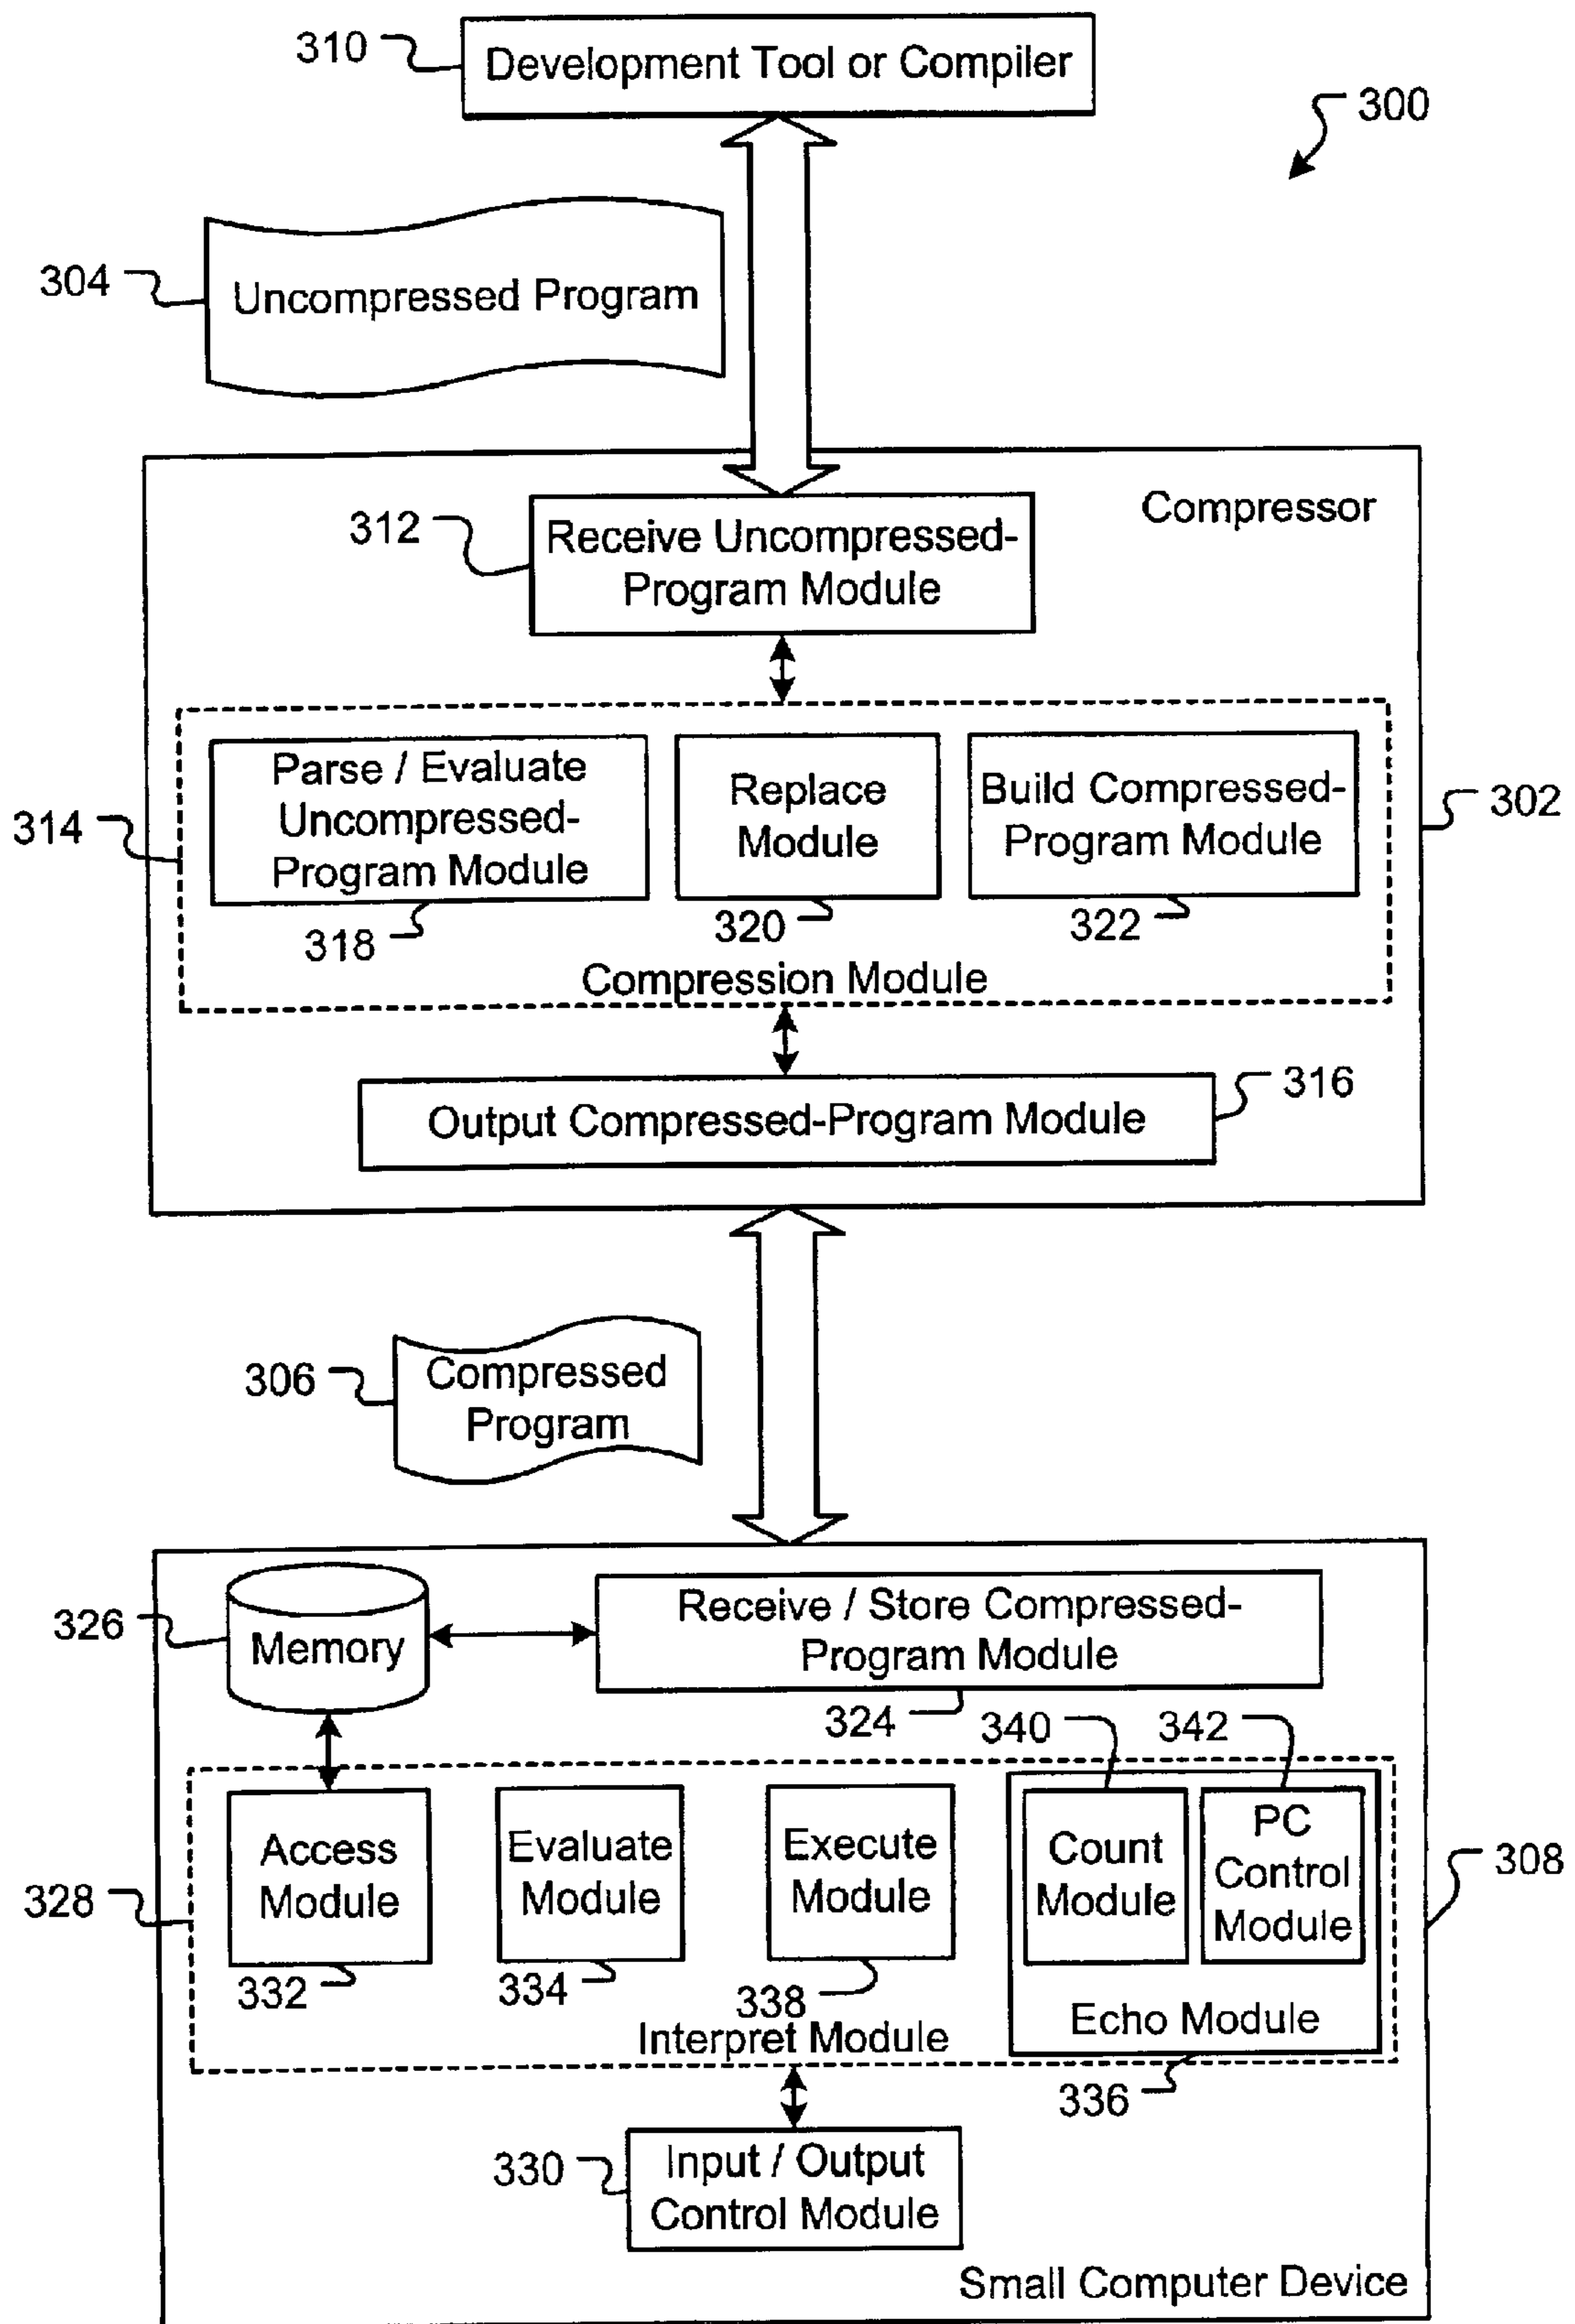 310
Development Tool or Compiler
300
304
Uncompressed Program
Compressor
312
Receive Uncompressed-
Program Module
314
Parse / Evaluate
Uncompressed-
Program Module
318
Replace
Module
320
Build Compressed-
Program Module
322
302
Compression Module
316
Output Compressed-Program Module
306
Compressed
Program
326
Memory
Receive / Store Compressed-
Program Module
324
340
342
328
Access
Module
332
Evaluate
Module
334
Execute
Module
338
Count
Module
PC
Control
Module
308
Echo Module
336
Interpret Module
330
Input / Output
Control Module
Small Computer Device